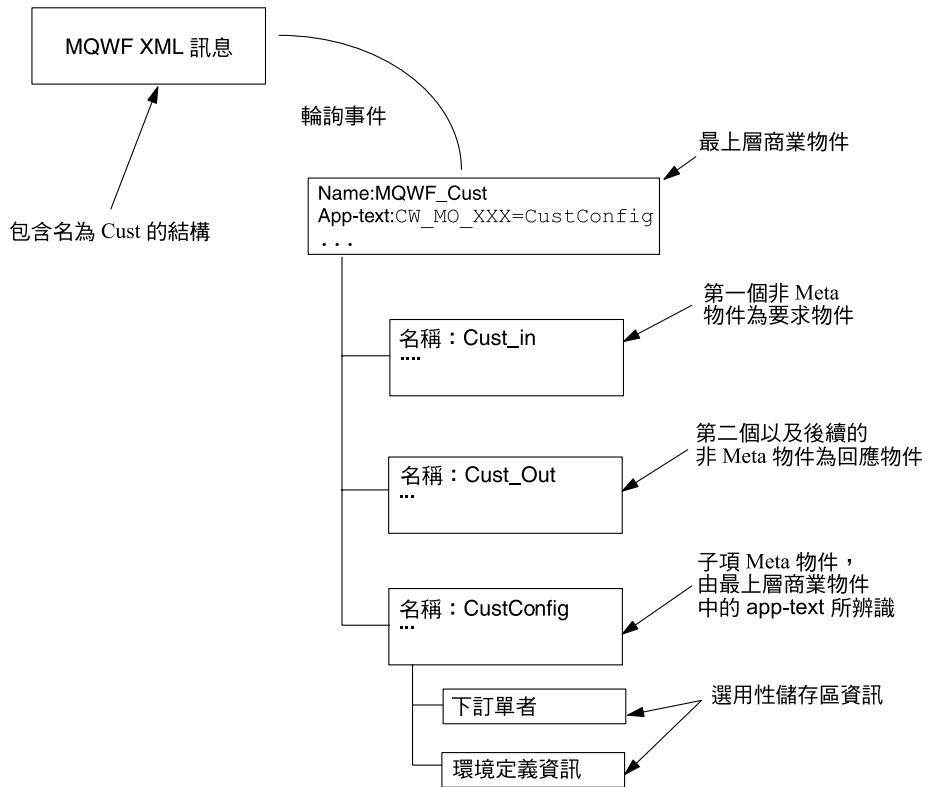 MQWF XML 訊息
輪詢事件
最上層商業物件
Name:MQWF_Cust
App-text:CW_MO_XXX=CustConfig
...
包含名為 Cust 的結構
第一個非 Meta
物件為要求物件
名稱：Cust_in
....
第二個以及後續的
非 Meta 物件為回應物件
名稱：Cust_Out
...
子項 Meta 物件，
由最上層商業物件
中的 app-text 所辨識
名稱：CustConfig
...
選用性儲存區資訊
下訂單者
環境定義資訊